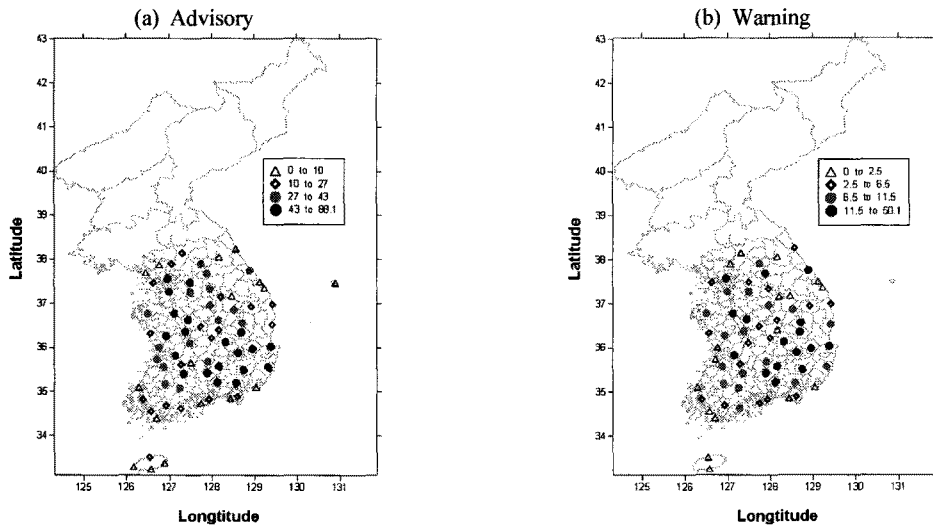 (a) Advisory
43
42
41
40
39
38
37
36
35
34
Latitude
0 to 10
10 to 27
27 to 43
43 to 88.1
125 126 127 128 129 130 131
Longtitude
(b) Warning
43
42
41
40
39
38
37
36
35
34
Latitude
0 to 2.5
2.5 to 6.5
6.5 to 11.5
11.5 to 50.1
125 126 127 128 129 130 131
Longtitude